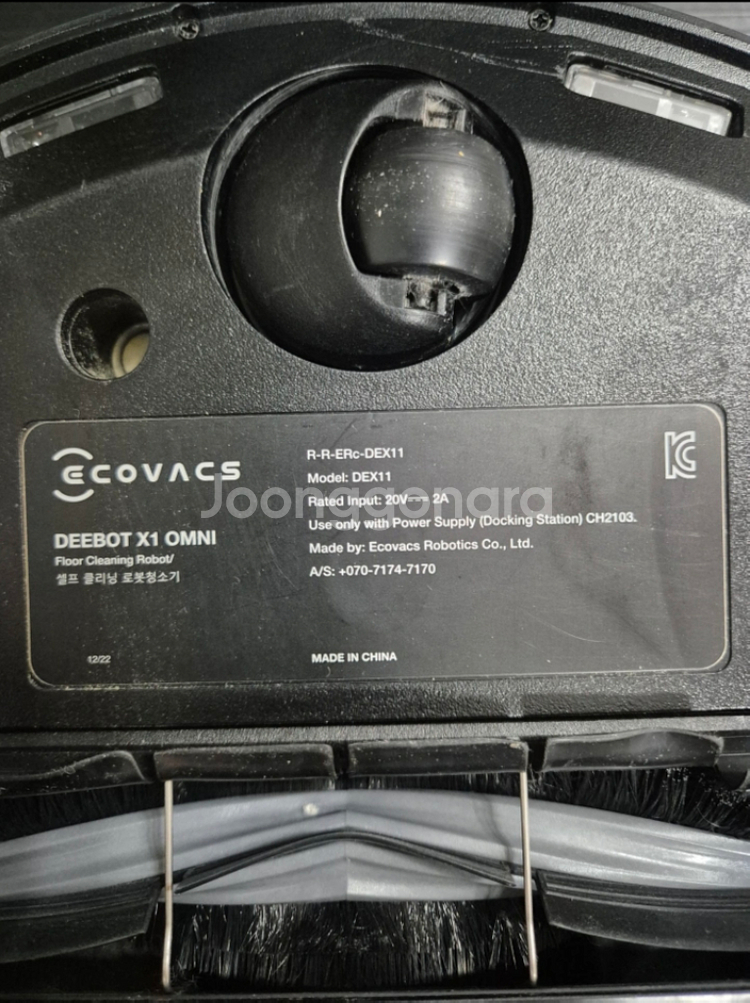 ECOVACS
DEEBOT X1 OMNI
Floor Cleaning Robot/
셀프 클리닝 로봇청소기
12/22
R-R-ERc-DEX11
Model: DEX11
Rated Input: 20V⎓ 2A
Use only with Power Supply (Docking Station) CH2103.
Made by: Ecovacs Robotics Co., Ltd.
A/S: +070-7174-7170
MADE IN CHINA
KC
Joonggonara